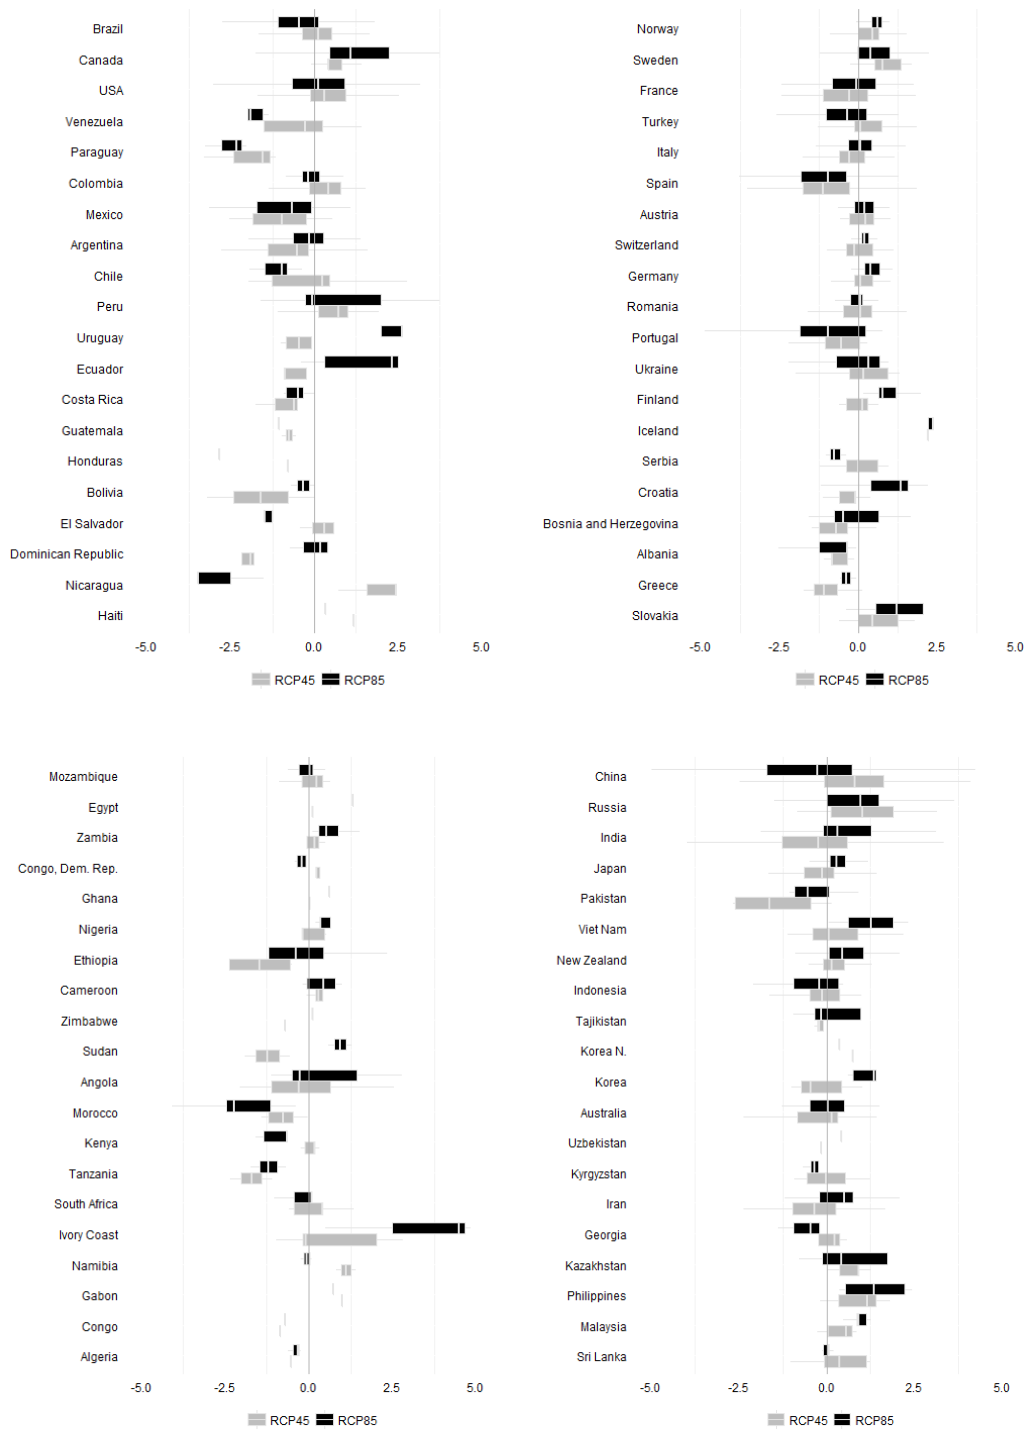 Brazil
Canada
USA
Venezuela
Paraguay
Colombia
Mexico
Argentina
Chile
Peru
Uruguay
Ecuador
Costa Rica
Guatemala
Honduras
Bolivia
El Salvador
Dominican Republic
Nicaragua
Haiti
-5.0 -2.5 0.0 2.5 5.0
RCP45 RCP85
Norway
Sweden
France
Turkey
Italy
Spain
Austria
Switzerland
Germany
Romania
Portugal
Ukraine
Finland
Iceland
Serbia
Croatia
Bosnia and Herzegovina
Albania
Greece
Slovakia
-5.0 -2.5 0.0 2.5 5.0
RCP45 RCP85
Mozambique
Egypt
Zambia
Congo, Dem. Rep.
Ghana
Nigeria
Ethiopia
Cameroon
Zimbabwe
Sudan
Angola
Morocco
Kenya
Tanzania
South Africa
Ivory Coast
Namibia
Gabon
Congo
Algeria
-5.0 -2.5 0.0 2.5 5.0
RCP45 RCP85
China
Russia
India
Japan
Pakistan
Viet Nam
New Zealand
Indonesia
Tajikistan
Korea N.
Korea
Australia
Uzbekistan
Kyrgyzstan
Iran
Georgia
Kazakhstan
Philippines
Malaysia
Sri Lanka
-5.0 -2.5 0.0 2.5 5.0
RCP45 RCP85